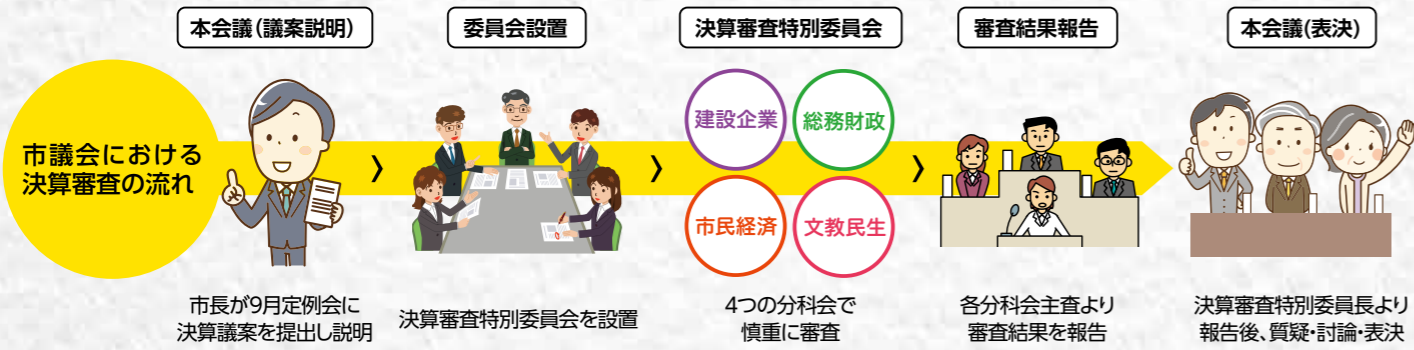 市議会における
決算審査の流れ
本会議(議案説明)
市長が9月定例会に
決算議案を提出し説明
委員会設置
決算審査特別委員会を設置
決算審査特別委員会
建設企業
総務財政
市民経済
文教民生
4つの分科会で
慎重に審査
審査結果報告
各分科会主査より
審査結果を報告
本会議(表決)
決算審査特別委員長より
報告後、質疑・討論・表決